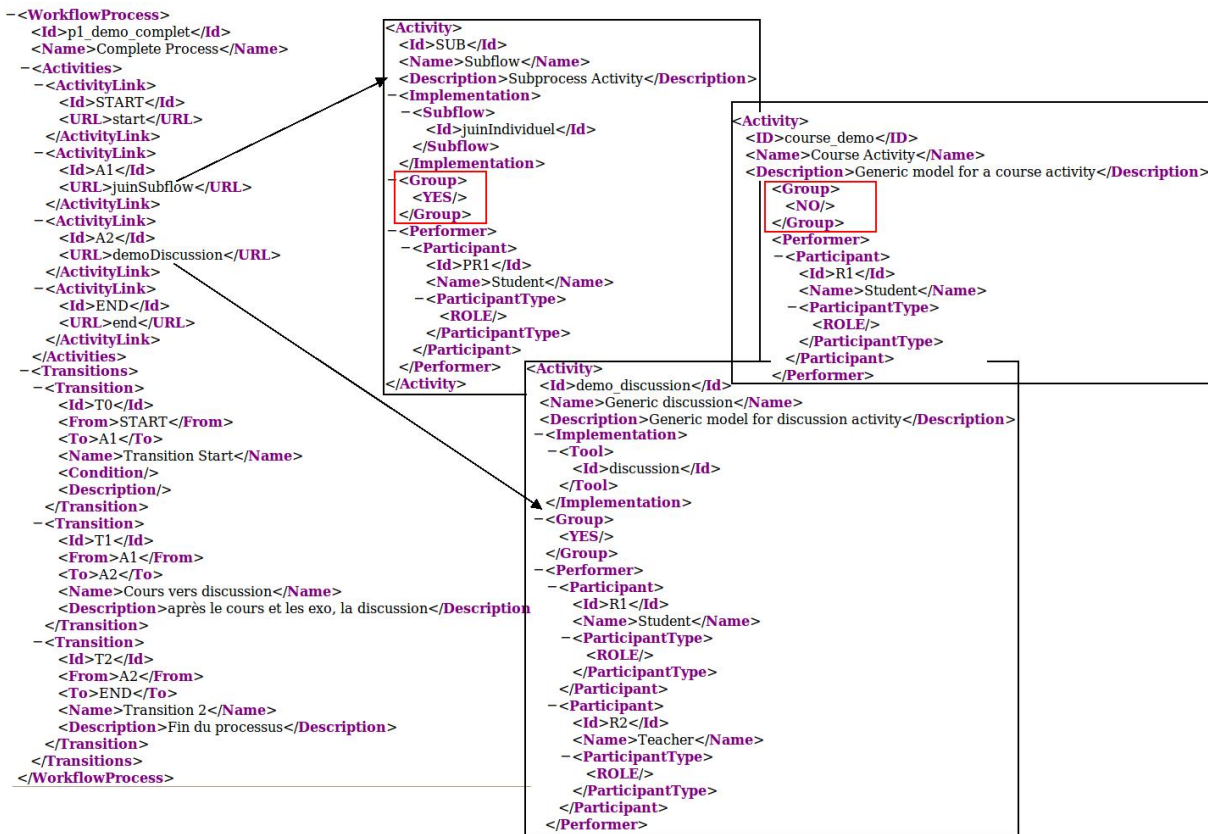 −<WorkflowProcess>
<Id>p1_demo_complet</Id>
<Name>Complete Process</Name>
−<Activities>
−<ActivityLink>
<Id>START</Id>
<URL>start</URL>
</ActivityLink>
−<ActivityLink>
<Id>A1</Id>
<URL>juinSubflow</URL>
</ActivityLink>
−<ActivityLink>
<Id>A2</Id>
<URL>demoDiscussion</URL>
</ActivityLink>
−<ActivityLink>
<Id>END</Id>
<URL>end</URL>
</ActivityLink>
</Activities>
−<Transitions>
−<Transition>
<Id>T0</Id>
<From>START</From>
<To>A1</To>
<Name>Transition Start</Name>
<Condition/>
<Description/>
</Transition>
−<Transition>
<Id>T1</Id>
<From>A1</From>
<To>A2</To>
<Name>Cours vers discussion</Name>
<Description>après le cours et les exo, la discussion</Description
</Transition>
−<Transition>
<Id>T2</Id>
<From>A2</From>
<To>END</To>
<Name>Transition 2</Name>
<Description>Fin du processus</Description>
</Transition>
</Transitions>
</WorkflowProcess>
<Activity>
<Id>SUB</Id>
<Name>Subflow</Name>
<Description>Subprocess Activity</Description>
−<Implementation>
−<Subflow>
<Id>juinIndividuel</Id>
</Subflow>
</Implementation>
−<Group>
<YES/>
</Group>
−<Performer>
−<Participant>
<Id>PR1</Id>
<Name>Student</Name>
−<ParticipantType>
<ROLE/>
</ParticipantType>
</Participant>
</Performer>
</Activity>
<Activity>
<ID>course_demo</ID>
<Name>Course Activity</Name>
<Description>Generic model for a course activity</Description>
<Group>
<NO/>
</Group>
<Performer>
−<Participant>
<Id>R1</Id>
<Name>Student</Name>
−<ParticipantType>
<ROLE/>
</ParticipantType>
</Participant>
</Performer>
<Activity>
<Id>demo_discussion</Id>
<Name>Generic discussion</Name>
<Description>Generic model for discussion activity</Description>
−<Implementation>
−<Tool>
<Id>discussion</Id>
</Tool>
</Implementation>
−<Group>
<YES/>
</Group>
−<Performer>
−<Participant>
<Id>R1</Id>
<Name>Student</Name>
−<ParticipantType>
<ROLE/>
</ParticipantType>
</Participant>
−<Participant>
<Id>R2</Id>
<Name>Teacher</Name>
−<ParticipantType>
<ROLE/>
</ParticipantType>
</Participant>
</Performer>